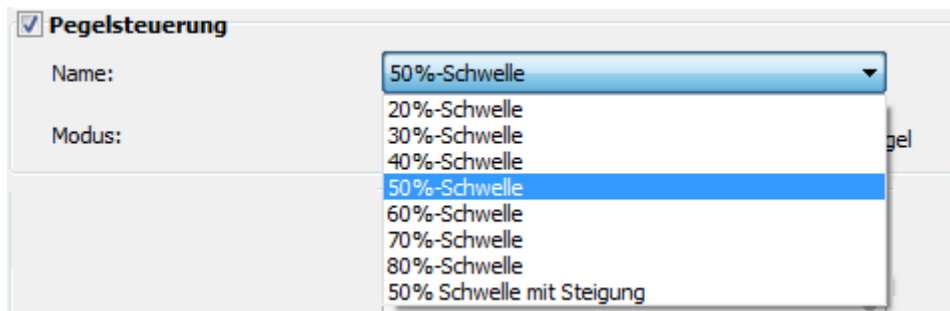 Pegelsteuerung
Name:
50%-Schwelle
20%-Schwelle
30%-Schwelle
Modus:
40%-Schwelle
50%-Schwelle
60%-Schwelle
70%-Schwelle
80%-Schwelle
50% Schwelle mit Steigung